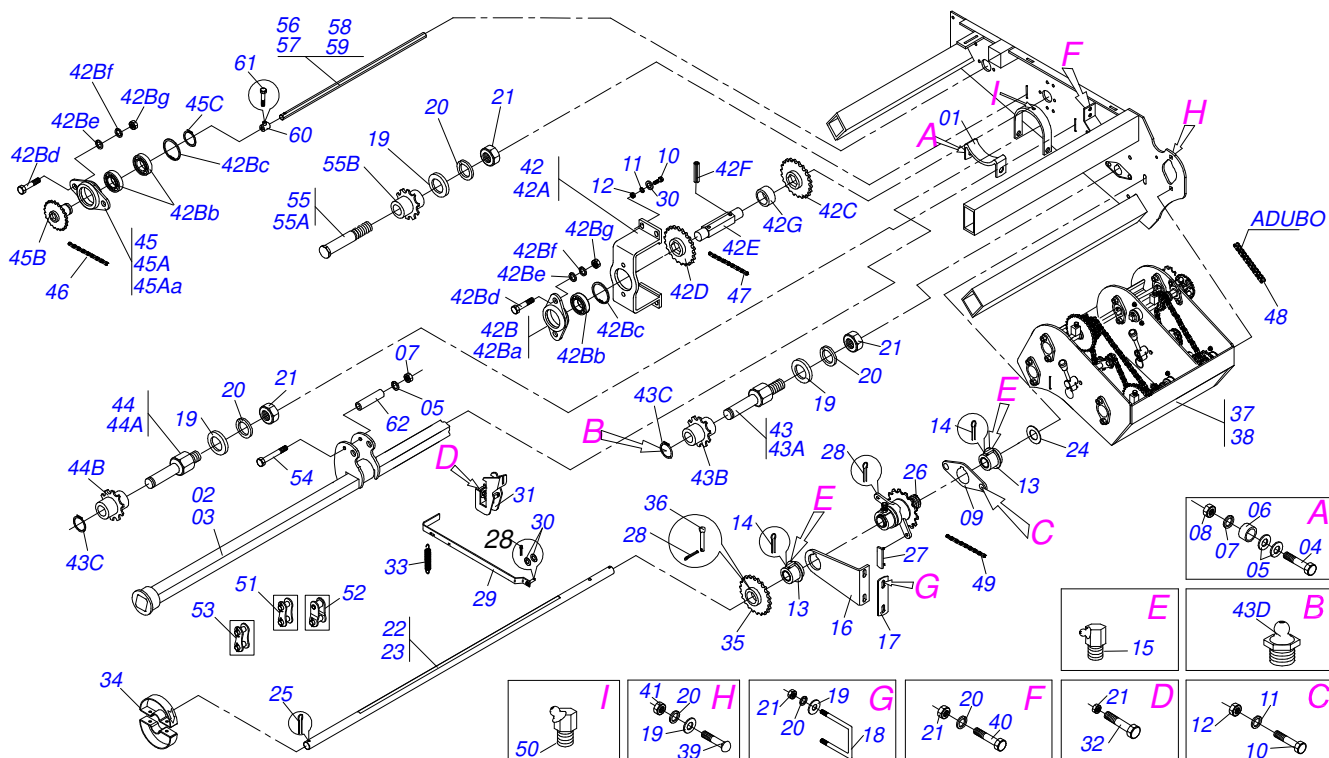 56 58
57 59
61
42Bf
42Bg
42Be
45C
42Bd
60
42Bc
42Bb
45B
46
45
45A
45Aa
55
55A
55B
19
20
21
42
42A
12
11
10
30
42F
42G
42C
42E
42D
47
42Bg
42Bf
42Be
42Bd
42B
42Ba
42Bb
42Bc
F
I
01
A
H
ADUBO
48
37
38
44
44A
19
20
21
07
05
62
54
44B
43C
02
03
D
31
28
30
33
29
51
52
53
22
23
34
25
B
43C
43B
43
43A
19
20
21
E
14
13
24
28
26
09
C
36
28
14
E
35
13
16
27
G
17
49
A
08
07
06
05
04
E
15
B
43D
I
50
H
41
20
19
39
G
21
20
19
18
F
21
20
40
D
21
32
C
12
11
10